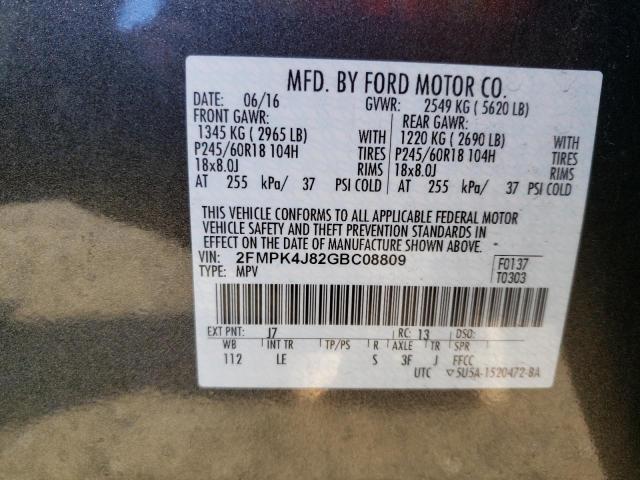 MFD. BY FORD MOTOR CO.
DATE: 06/16 GVWR: 2549 KG ( 5620 LB)
FRONT GAWR: REAR GAWR:
1345 KG ( 2965 LB) WITH 1220 KG ( 2690 LB) WITH
P245/60R18 104H TIRES P245/60R18 104H TIRES
18x8.0J RIMS 18x8.0J RIMS
AT 255 kPa/ 37 PSI COLD AT 255 kPa/ 37 PSI COLD
THIS VEHICLE CONFORMS TO ALL APPLICABLE FEDERAL MOTOR
VEHICLE SAFETY AND THEFT PREVENTION STANDARDS IN
EFFECT ON THE DATE OF MANUFACTURE SHOWN ABOVE.
VIN: 2FMPK4J82GBC08809
TYPE: MPV
F0137
T0303
EXT PNT: J7 RC: 13 DSO:
WB INT TR TP/PS R AXLE TR SPR
112 LE S 3F J FFCC
UTC ▽5U5A-1520472-BA